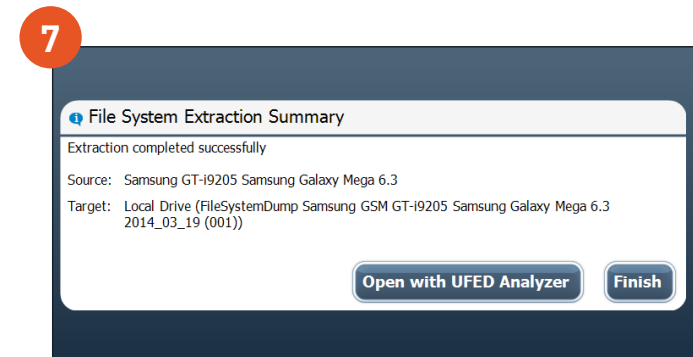 7
File System Extraction Summary
Extraction completed successfully
Source: Samsung GT-i9205 Samsung Galaxy Mega 6.3
Target: Local Drive (FileSystemDump Samsung GSM GT-i9205 Samsung Galaxy Mega 6.3
2014_03_19 (001))
Open with UFED Analyzer Finish